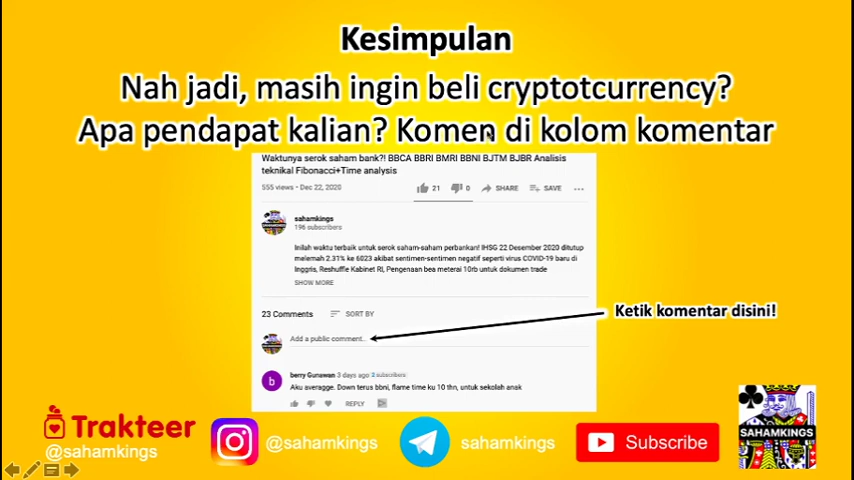 Kesimpulan
Nah jadi, masih ingin beli cryptotcurrency?
Apa pendapat kalian? Komen di kolom komentar
Waktunya serok saham bank?! BBCA BBRI BMRI BBNI BJTM BJBR Analisis
teknikal Fibonacci+Time analysis
555 views • Dec 22, 2020
21
0
SHARE
SAVE
sahamkings
196 subscribers
Inilah waktu terbaik untuk serok saham-saham perbankan! IHSG 22 Desember 2020 ditutup
melemah 2.31% ke 6023 akibat sentimen-sentimen negatif seperti virus COVID-19 baru di
Inggris, Reshuffle Kabinet RI, Pengenaan bea meterai 10rb untuk dokumen trade
SHOW MORE
23 Comments
SORT BY
Ketik komentar disini!
Add a public comment...
b
berry Gunawan 3 days ago 2 subscribers
Aku averagge. Down terus bbni, flame time ku 10 thn, untuk sekolah anak
REPLY
Trakteer
@sahamkings
@sahamkings
sahamkings
Subscribe
SAHAMKINGS